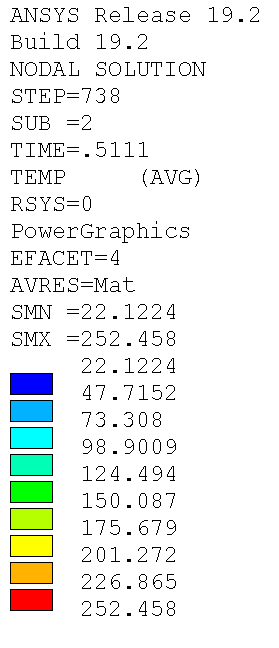 ANSYS Release 19.2
Build 19.2
NODAL SOLUTION
STEP=738
SUB =2
TIME=.5111
TEMP     (AVG)
RSYS=0
PowerGraphics
EFACET=4
AVRES=Mat
SMN =22.1224
SMX =252.458
22.1224
47.7152
73.308
98.9009
124.494
150.087
175.679
201.272
226.865
252.458